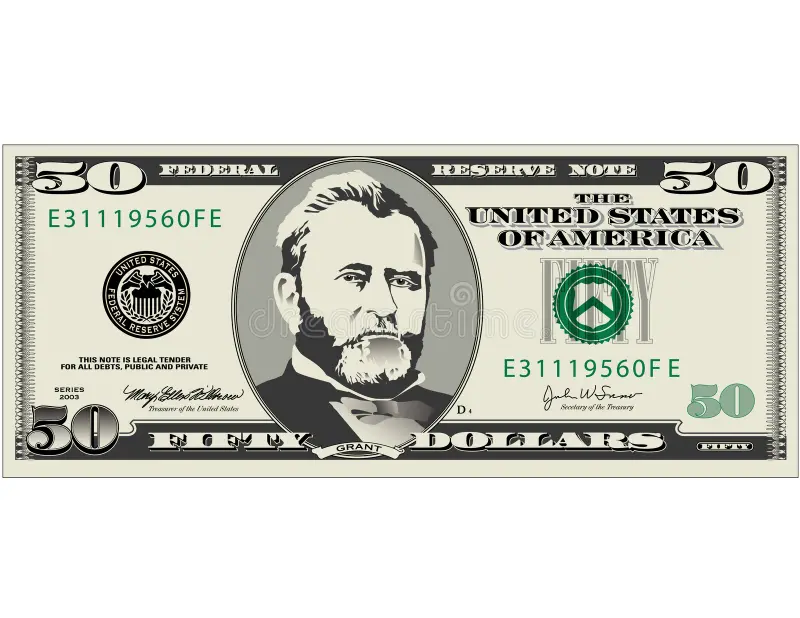 50 FEDERAL RESERVE NOTE 50
E31119560FE
THE
UNITED STATES
OF AMERICA
UNITED STATES
FEDERAL RESERVE SYSTEM
FIFTY
dreamstime.com
THIS NOTE IS LEGAL TENDER
FOR ALL DEBTS, PUBLIC AND PRIVATE
E31119560FE
SERIES
2003
Treasurer of the United States
D4
Secretary of the Treasury
50
50 FIFTY GRANT DOLLARS FIFTY